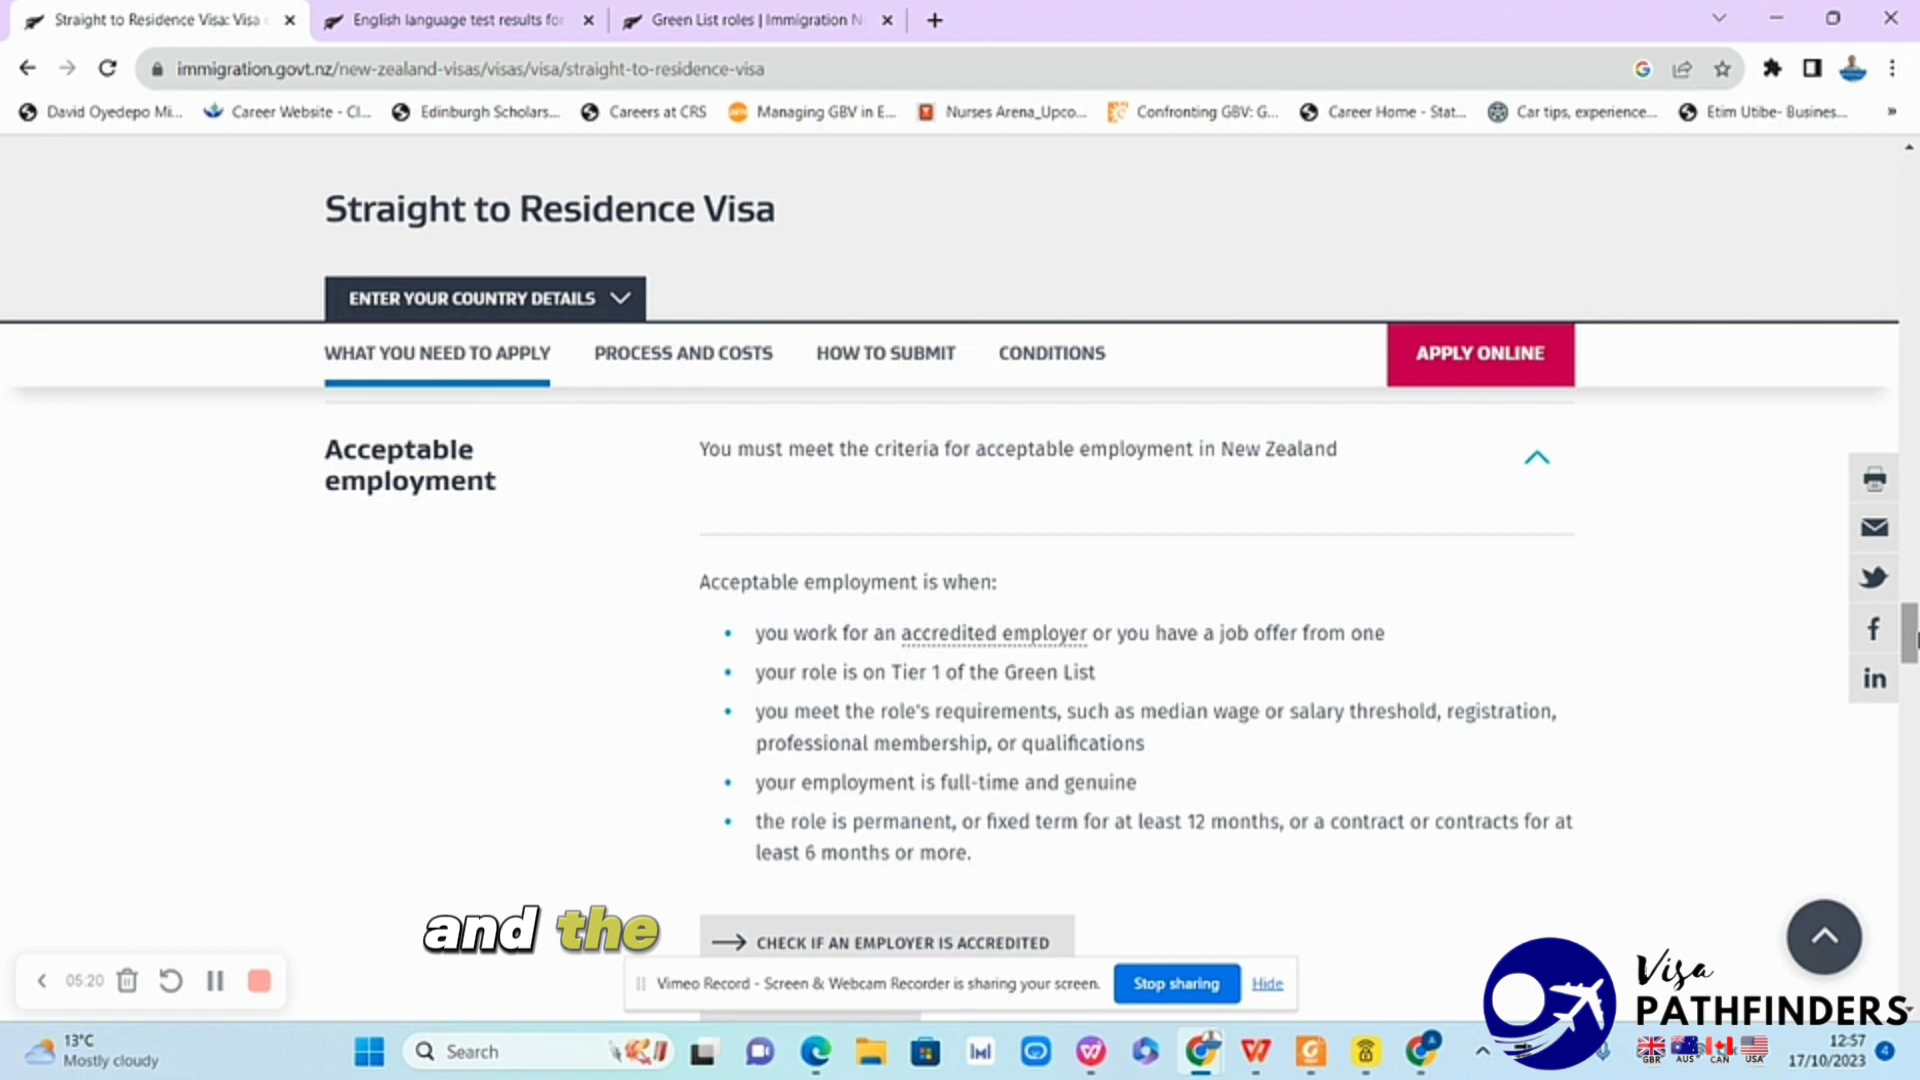 Straight to Residence Visa: Visa
English language test results for
Green List roles | Immigration N
immigration.govt.nz/new-zealand-visas/visas/visa/straight-to-residence-visa
David Oyedepo Mi...
Career Website - Cl...
Edinburgh Scholars...
Careers at CRS
Managing GBV in E...
Nurses Arena_Upco...
Confronting GBV: G...
Career Home - Stat...
Car tips, experience...
Etim Utibe- Busines...
Straight to Residence Visa
ENTER YOUR COUNTRY DETAILS
WHAT YOU NEED TO APPLY
PROCESS AND COSTS
HOW TO SUBMIT
CONDITIONS
APPLY ONLINE
Acceptable
employment
You must meet the criteria for acceptable employment in New Zealand
Acceptable employment is when:
• you work for an accredited employer or you have a job offer from one
• your role is on Tier 1 of the Green List
• you meet the role's requirements, such as median wage or salary threshold, registration,
professional membership, or qualifications
• your employment is full-time and genuine
• the role is permanent, or fixed term for at least 12 months, or a contract or contracts for at
least 6 months or more.
and the
CHECK IF AN EMPLOYER IS ACCREDITED
05:20
Vimeo Record - Screen & Webcam Recorder is sharing your screen.
Stop sharing
Hide
Visa
PATHFINDERS
GBR AUS CAN USA
13°C
Mostly cloudy
Search
12:57
17/10/2023
4